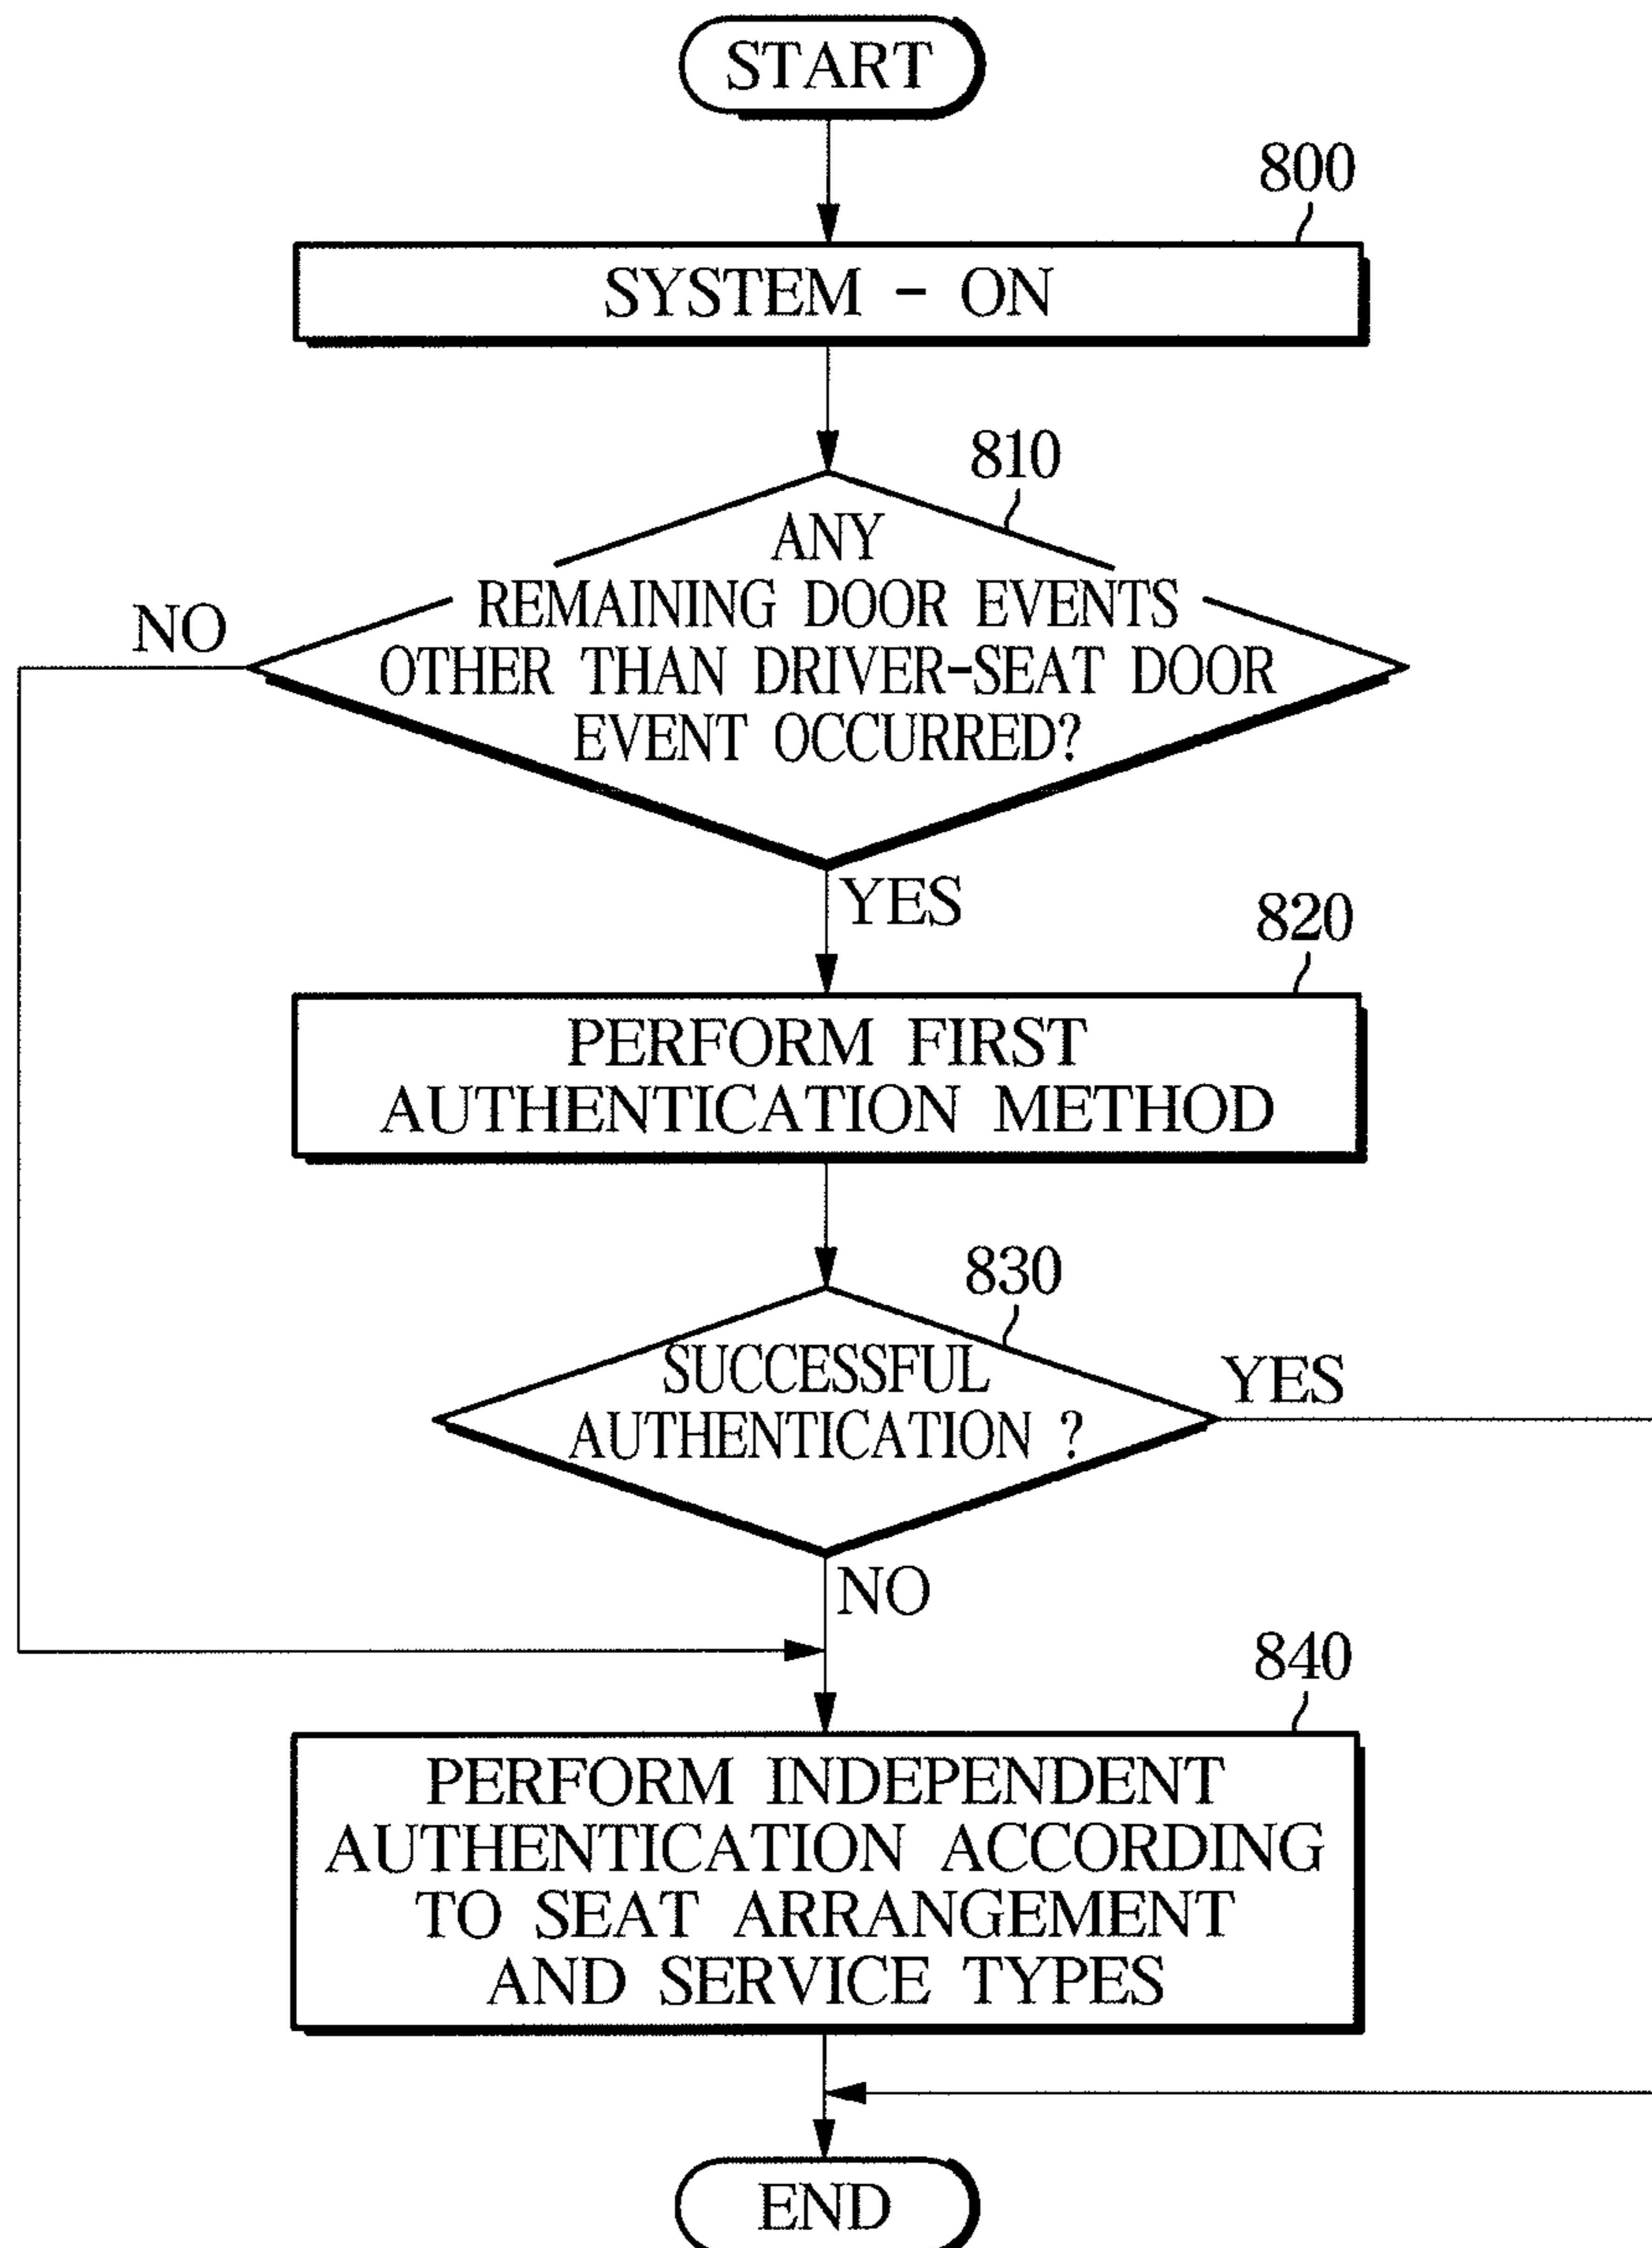 START
800
SYSTEM - ON
810
ANY
REMAINING DOOR EVENTS
OTHER THAN DRIVER-SEAT DOOR
EVENT OCCURRED?
NO
YES
820
PERFORM FIRST
AUTHENTICATION METHOD
830
SUCCESSFUL
AUTHENTICATION ?
YES
NO
840
PERFORM INDEPENDENT
AUTHENTICATION ACCORDING
TO SEAT ARRANGEMENT
AND SERVICE TYPES
END